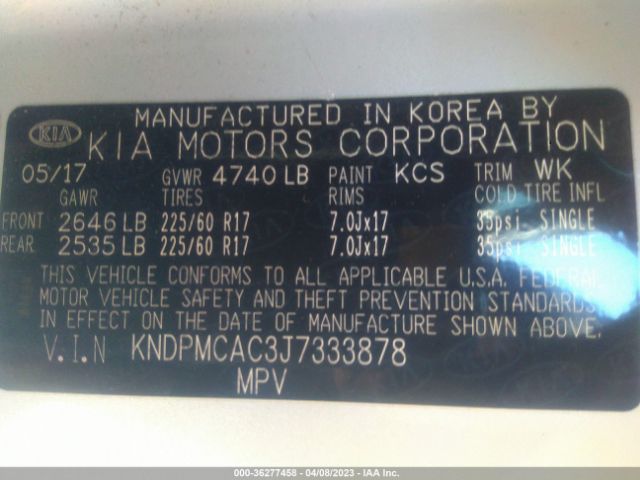 MANUFACTURED IN KOREA BY
KIA KIA MOTORS CORPORATION
05/17 GVWR 4740 LB PAINT KCS TRIM WK
GAWR TIRES RIMS COLD TIRE INFL
FRONT 2646 LB 225/60 R17 7.0Jx17 35psi SINGLE
REAR 2535 LB 225/60 R17 7.0Jx17 35psi SINGLE
THIS VEHICLE CONFORMS TO ALL APPLICABLE U.S.A. FEDERAL
MOTOR VEHICLE SAFETY AND THEFT PREVENTION STANDARDS
IN EFFECT ON THE DATE OF MANUFACTURE SHOWN ABOVE.
V.I.N KNDPMCAC3J7333878
MPV
000-36277458 - 04/08/2023 - IAAI.COM